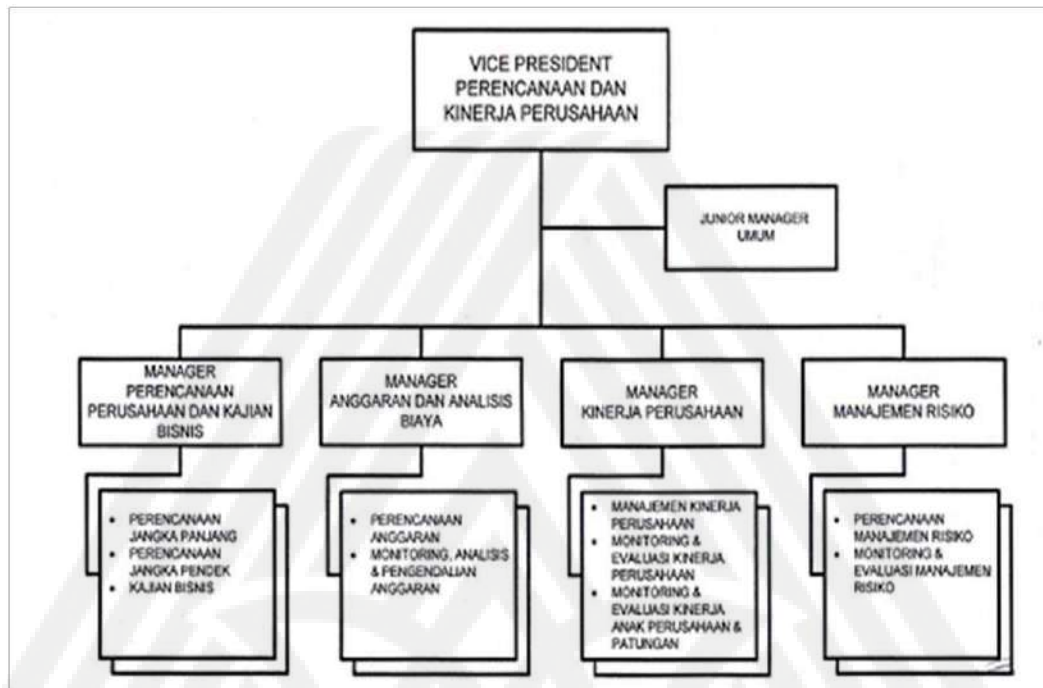 VICE PRESIDENT
PERENCANAAN DAN
KINERJA PERUSAHAAN
JUNIOR MANAGER
UMUM
MANAGER
PERENCANAAN
PERUSAHAAN DAN KAJIAN
BISNIS
MANAGER
ANGGARAN DAN ANALISIS
BIAYA
MANAGER
KINERJA PERUSAHAAN
MANAGER
MANAJEMEN RISIKO
• PERENCANAAN
JANGKA PANJANG
• PERENCANAAN
JANGKA PENDEK
• KAJIAN BISNIS
• PERENCANAAN
ANGGARAN
• MONITORING, ANALISIS
& PENGENDALIAN
ANGGARAN
• MANAJEMEN KINERJA
PERUSAHAAN
• MONITORING &
EVALUASI KINERJA
PERUSAHAAN
• MONITORING &
EVALUASI KINERJA
ANAK PERUSAHAAN &
PATUNGAN
• PERENCANAAN
MANAJEMEN RISIKO
• MONITORING &
EVALUASI MANAJEMEN
RISIKO